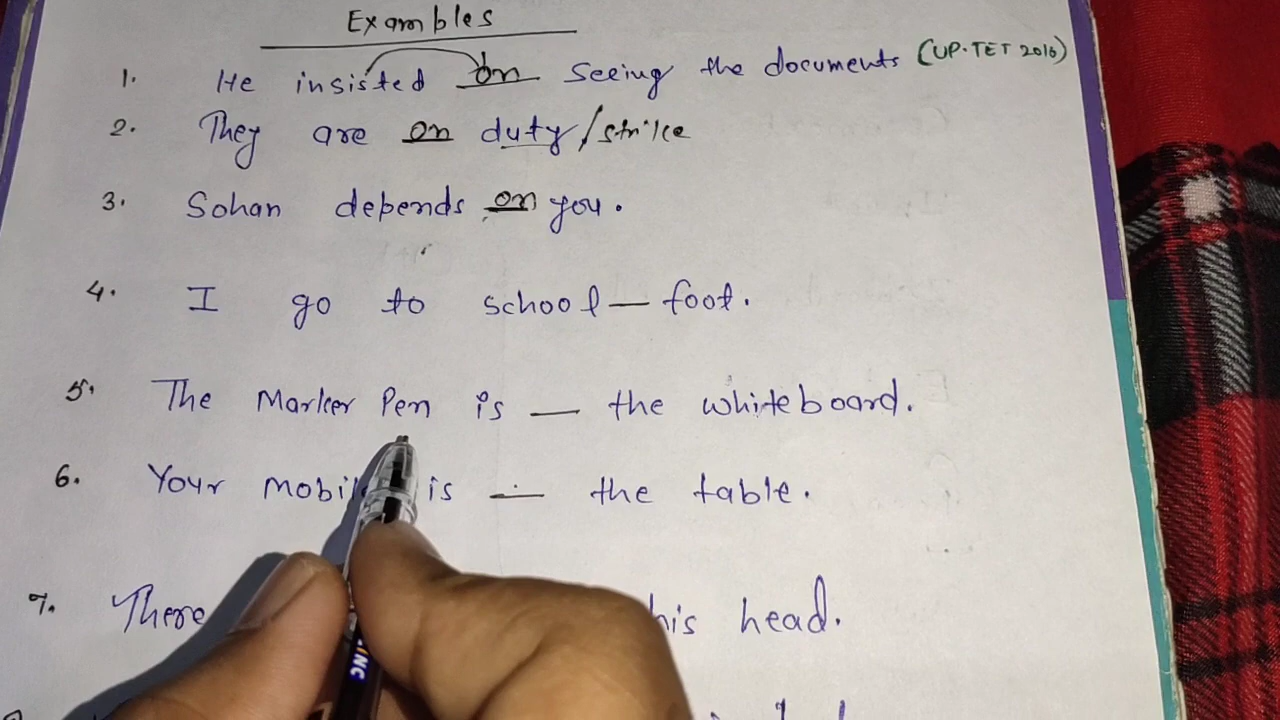 Examples
1. He insisted on seeing the documents (UP.TET 2016)
2. They are on duty/strike
3. Sohan depends on you.
4. I go to school — foot.
5. The Marker Pen is — the whiteboard.
6. Your is — the table.
7. There his head.